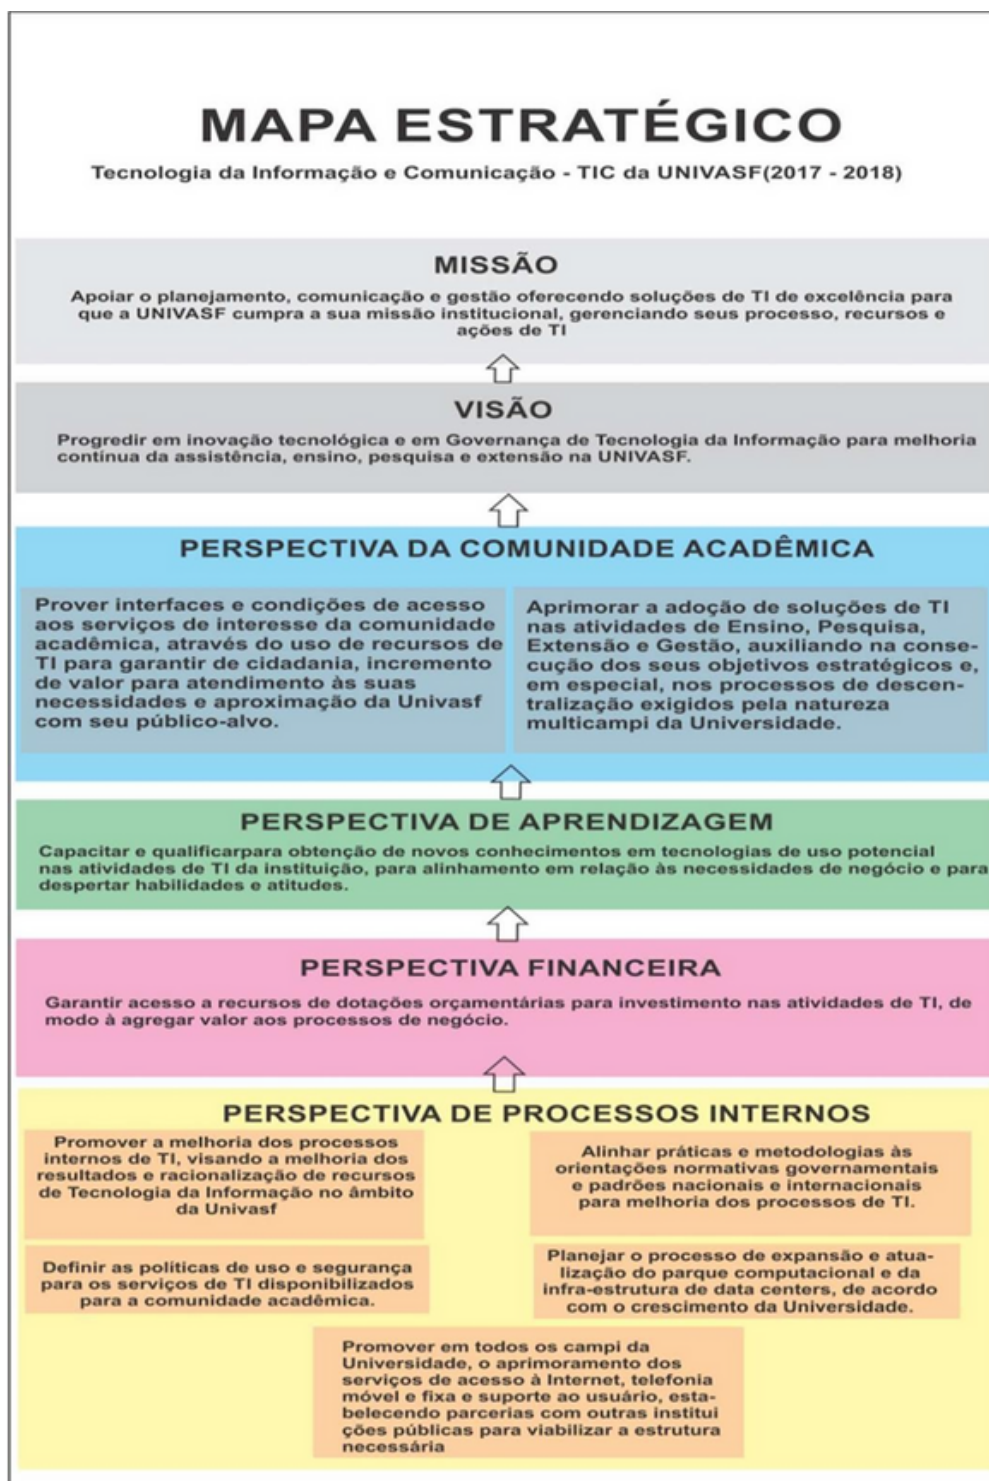 MAPA ESTRATÉGICO
Tecnologia da Informação e Comunicação - TIC da UNIVASF(2017 - 2018)
MISSÃO
Apoiar o planejamento, comunicação e gestão oferecendo soluções de TI de excelência para
que a UNIVASF cumpra a sua missão institucional, gerenciando seus processo, recursos e
ações de TI
VISÃO
Progredir em inovação tecnológica e em Governança de Tecnologia da Informação para melhoria
contínua da assistência, ensino, pesquisa e extensão na UNIVASF.
PERSPECTIVA DA COMUNIDADE ACADÊMICA
Prover interfaces e condições de acesso
aos serviços de interesse da comunidade
acadêmica, através do uso de recursos de
TI para garantir de cidadania, incremento
de valor para atendimento às suas
necessidades e aproximação da Univasf
com seu público-alvo.
Aprimorar a adoção de soluções de TI
nas atividades de Ensino, Pesquisa,
Extensão e Gestão, auxiliando na conse-
cução dos seus objetivos estratégicos e,
em especial, nos processos de descen-
tralização exigidos pela natureza
multicampi da Universidade.
PERSPECTIVA DE APRENDIZAGEM
Capacitar e qualificarpara obtenção de novos conhecimentos em tecnologias de uso potencial
nas atividades de TI da instituição, para alinhamento em relação às necessidades de negócio e para
despertar habilidades e atitudes.
PERSPECTIVA FINANCEIRA
Garantir acesso a recursos de dotações orçamentárias para investimento nas atividades de TI, de
modo à agregar valor aos processos de negócio.
PERSPECTIVA DE PROCESSOS INTERNOS
Promover a melhoria dos processos
internos de TI, visando a melhoria dos
resultados e racionalização de recursos
de Tecnologia da Informação no âmbito
da Univasf
Alinhar práticas e metodologias às
orientações normativas governamentais
e padrões nacionais e internacionais
para melhoria dos processos de TI.
Definir as políticas de uso e segurança
para os serviços de TI disponibilizados
para a comunidade acadêmica.
Planejar o processo de expansão e atua-
lização do parque computacional e da
infra-estrutura de data centers, de acordo
com o crescimento da Universidade.
Promover em todos os campi da
Universidade, o aprimoramento dos
serviços de acesso à Internet, telefonia
móvel e fixa e suporte ao usuário, esta-
belecendo parcerias com outras institui
ções públicas para viabilizar a estrutura
necessária